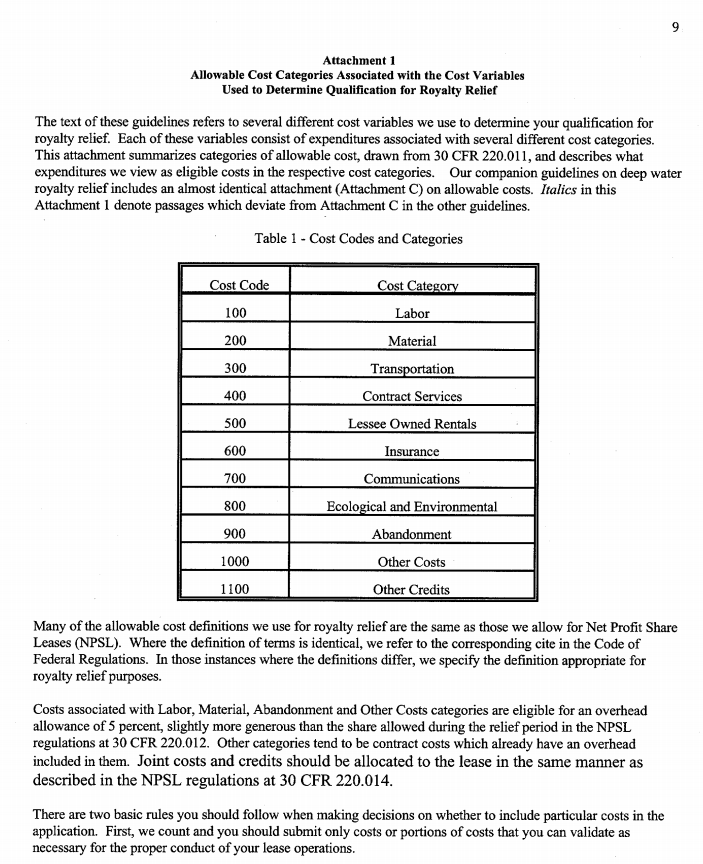 9
Attachment 1
Allowable Cost Categories Associated with the Cost Variables
Used to Determine Qualification for Royalty Relief
The text of these guidelines refers to several different cost variables we use to determine your qualification for
royalty relief. Each of these variables consist of expenditures associated with several different cost categories.
This attachment summarizes categories of allowable cost, drawn from 30 CFR 220.011, and describes what
expenditures we view as eligible costs in the respective cost categories. Our companion guidelines on deep water
royalty relief includes an almost identical attachment (Attachment C) on allowable costs. Italics in this
Attachment 1 denote passages which deviate from Attachment C in the other guidelines.
Table 1 - Cost Codes and Categories
Cost Code Cost Category
100 Labor
200 Material
300 Transportation
400 Contract Services
500 Lessee Owned Rentals
600 Insurance
700 Communications
800 Ecological and Environmental
900 Abandonment
1000 Other Costs
1100 Other Credits
Many of the allowable cost definitions we use for royalty relief are the same as those we allow for Net Profit Share
Leases (NPSL). Where the definition of terms is identical, we refer to the corresponding cite in the Code of
Federal Regulations. In those instances where the definitions differ, we specify the definition appropriate for
royalty relief purposes.
Costs associated with Labor, Material, Abandonment and Other Costs categories are eligible for an overhead
allowance of 5 percent, slightly more generous than the share allowed during the relief period in the NPSL
regulations at 30 CFR 220.012. Other categories tend to be contract costs which already have an overhead
included in them. Joint costs and credits should be allocated to the lease in the same manner as
described in the NPSL regulations at 30 CFR 220.014.
There are two basic rules you should follow when making decisions on whether to include particular costs in the
application. First, we count and you should submit only costs or portions of costs that you can validate as
necessary for the proper conduct of your lease operations.